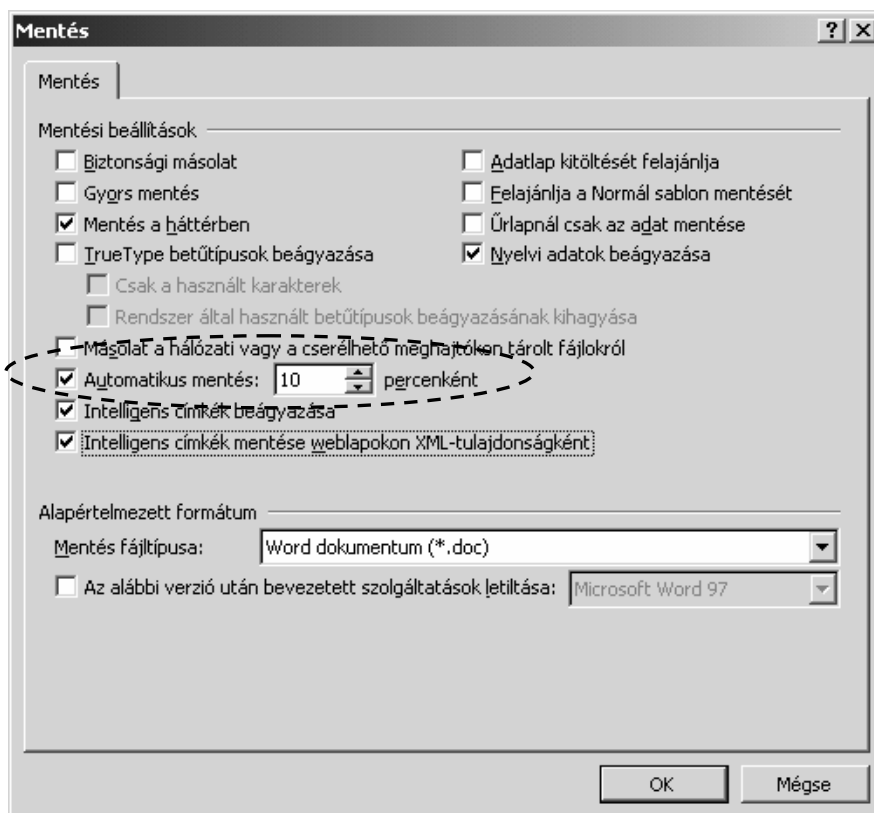 Mentés
Mentés
Mentési beállítások
Biztonsági másolat
Adatlap kitöltését felajánlja
Gyors mentés
Felajánlja a Normál sablon mentését
Mentés a háttérben
Űrlapnál csak az adat mentése
TrueType betűtípusok beágyazása
Nyelvi adatok beágyazása
Csak a használt karakterek
Rendszer által használt betűtípusok beágyazásának kihagyása
Másolat a hálózati vagy a cserélhető meghajtókon tárolt fájlokról
Automatikus mentés: 10 percenként
Intelligens címkék beágyazása
Intelligens címkék mentése weblapokon XML-tulajdonságként
Alapértelmezett formátum
Mentés fájltípusa: Word dokumentum (*.doc)
Az alábbi verzió után bevezetett szolgáltatások letiltása: Microsoft Word 97
OK Mégse